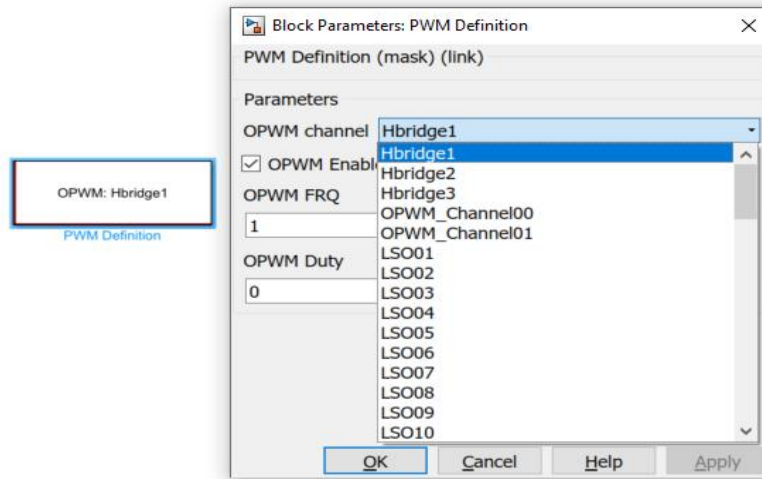 Block Parameters: PWM Definition
PWM Definition (mask) (link)
Parameters
OPWM channel Hbridge1
Hbridge1
Hbridge2
Hbridge3
OPWM_Channel00
OPWM_Channel01
LSO01
LSO02
LSO03
LSO04
LSO05
LSO06
LSO07
LSO08
LSO09
LSO10
OPWM Enabl
OPWM FRQ
1
OPWM Duty
0
OK Cancel Help Apply
OPWM: Hbridge1
PWM Definition